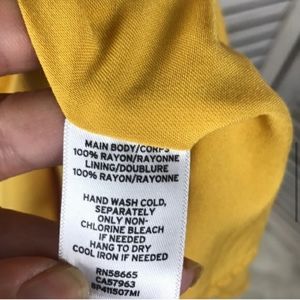 MAIN BODY/CORPS
100% RAYON/RAYONNE
LINING/DOUBLURE
100% RAYON/RAYONNE
HAND WASH COLD,
SEPARATELY
ONLY NON-
CHLORINE BLEACH
IF NEEDED
HANG TO DRY
COOL IRON IF NEEDED
RN58665
CA57963
BP411507MI